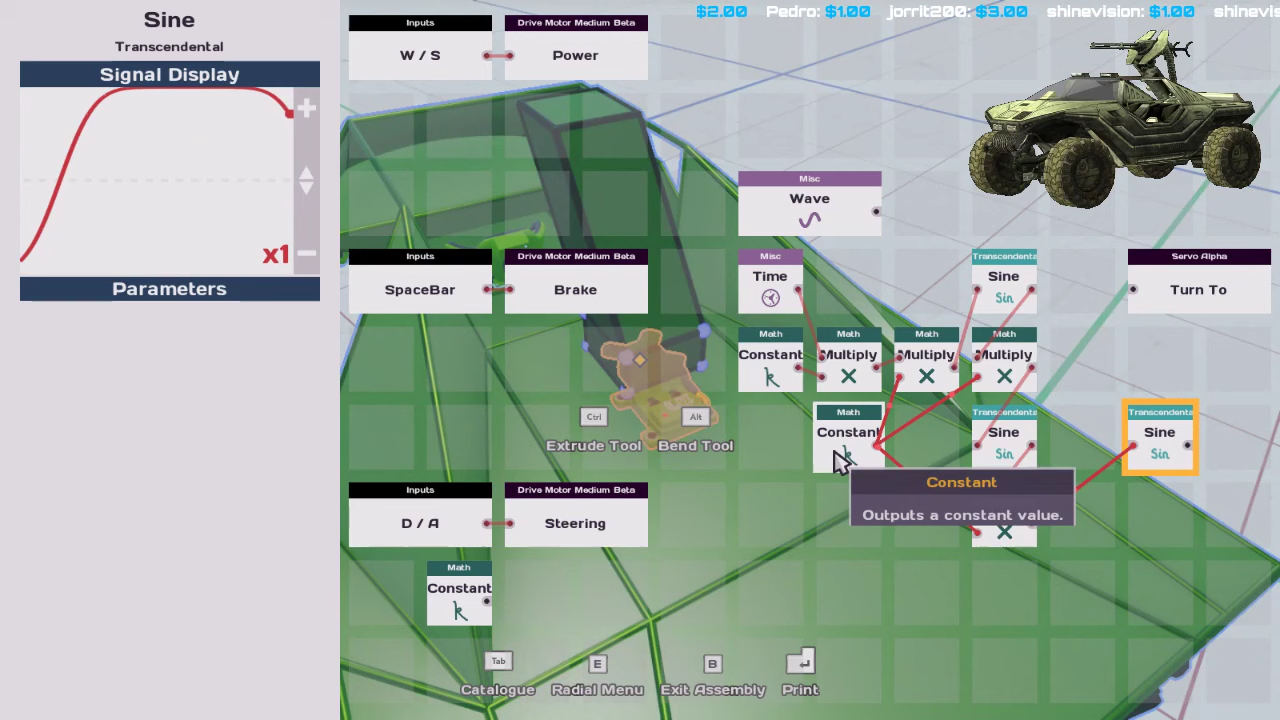 Sine
Transcendental
Signal Display
x1
Parameters
$2.00 Pedro: $1.00 jorrit200: $3.00 shinevision: $1.00 shinevis
Inputs
W / S
Drive Motor Medium Beta
Power
Misc
Wave
Inputs
SpaceBar
Drive Motor Medium Beta
Brake
Misc
Time
Transcendenta
Sine
Sin
Servo Alpha
Turn To
Math
Constant
k
Math
Multiply
Math
Multiply
Math
Multiply
Math
Constant
Transcendenta
Sine
Sin
Transcendenta
Sine
Sin
Ctrl
Extrude Tool
Alt
Bend Tool
Constant
Outputs a constant value.
Inputs
D / A
Drive Motor Medium Beta
Steering
Math
Constant
k
Tab
Catalogue
E
Radial Menu
B
Exit Assembly
Print